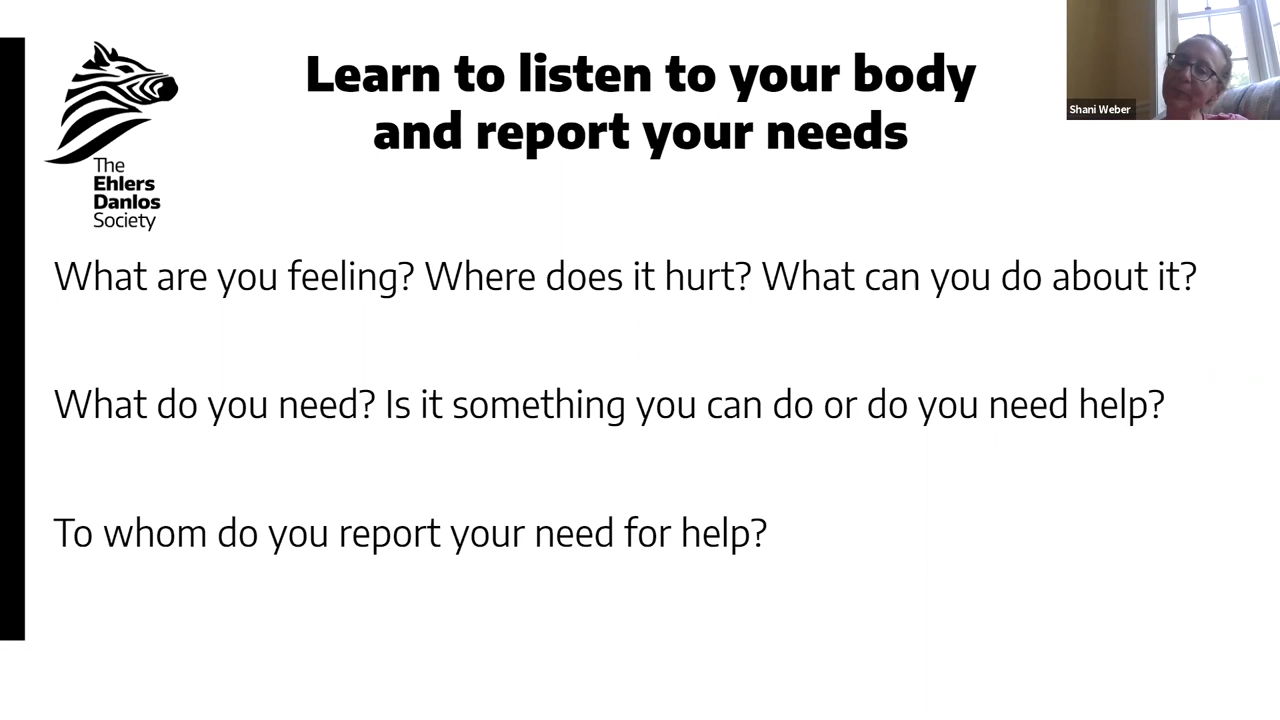 Learn to listen to your body
and report your needs
Shani Weber
The
Ehlers
Danlos
Society
What are you feeling? Where does it hurt? What can you do about it?
What do you need? Is it something you can do or do you need help?
To whom do you report your need for help?